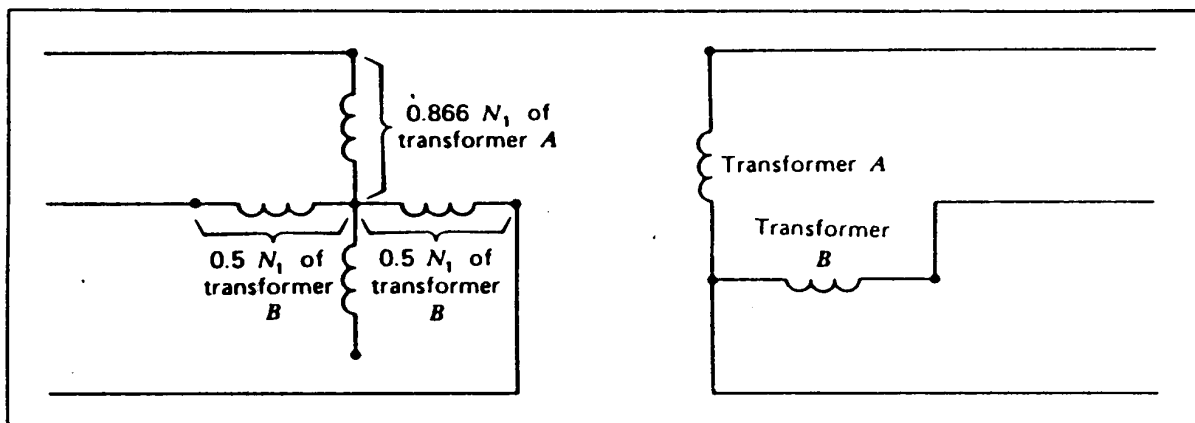 0.866 N₁ of
transformer A
0.5 N₁ of
transformer
B
0.5 N₁ of
transformer
B
Transformer A
Transformer
B